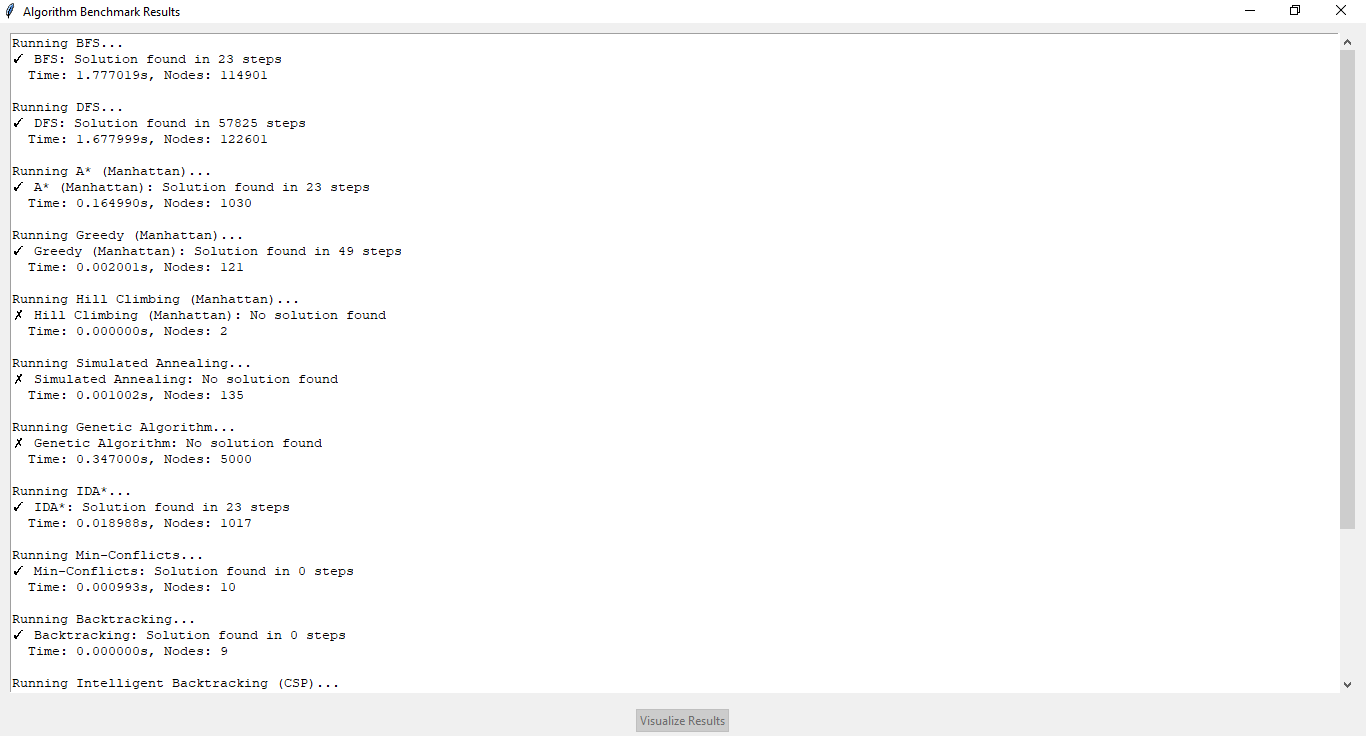 Algorithm Benchmark Results
Running BFS...
✓ BFS: Solution found in 23 steps
Time: 1.777019s, Nodes: 114901
Running DFS...
✓ DFS: Solution found in 57825 steps
Time: 1.677999s, Nodes: 122601
Running A* (Manhattan)...
✓ A* (Manhattan): Solution found in 23 steps
Time: 0.164990s, Nodes: 1030
Running Greedy (Manhattan)...
✓ Greedy (Manhattan): Solution found in 49 steps
Time: 0.002001s, Nodes: 121
Running Hill Climbing (Manhattan)...
✗ Hill Climbing (Manhattan): No solution found
Time: 0.000000s, Nodes: 2
Running Simulated Annealing...
✗ Simulated Annealing: No solution found
Time: 0.001002s, Nodes: 135
Running Genetic Algorithm...
✗ Genetic Algorithm: No solution found
Time: 0.347000s, Nodes: 5000
Running IDA*...
✓ IDA*: Solution found in 23 steps
Time: 0.018988s, Nodes: 1017
Running Min-Conflicts...
✓ Min-Conflicts: Solution found in 0 steps
Time: 0.000993s, Nodes: 10
Running Backtracking...
✓ Backtracking: Solution found in 0 steps
Time: 0.000000s, Nodes: 9
Running Intelligent Backtracking (CSP)...
Visualize Results